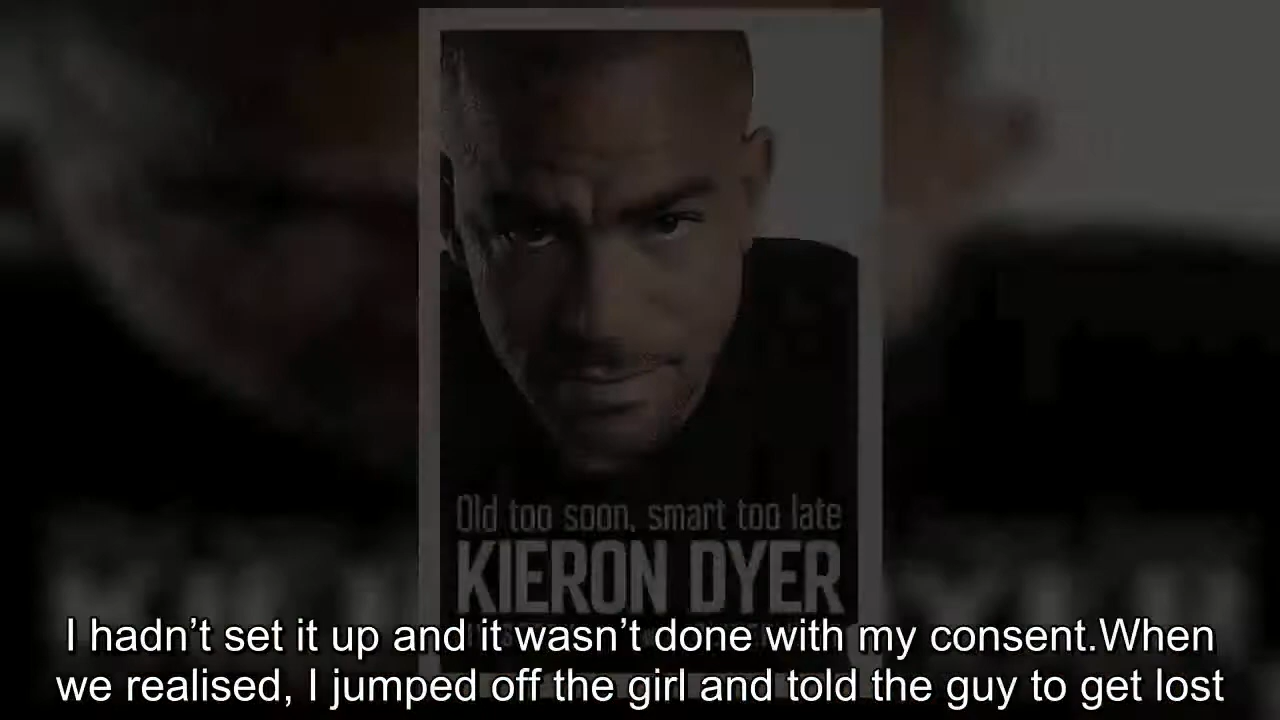 Old too soon, smart too late
KIERON DYER
I hadn’t set it up and it wasn’t done with my consent.When
we realised, I jumped off the girl and told the guy to get lost